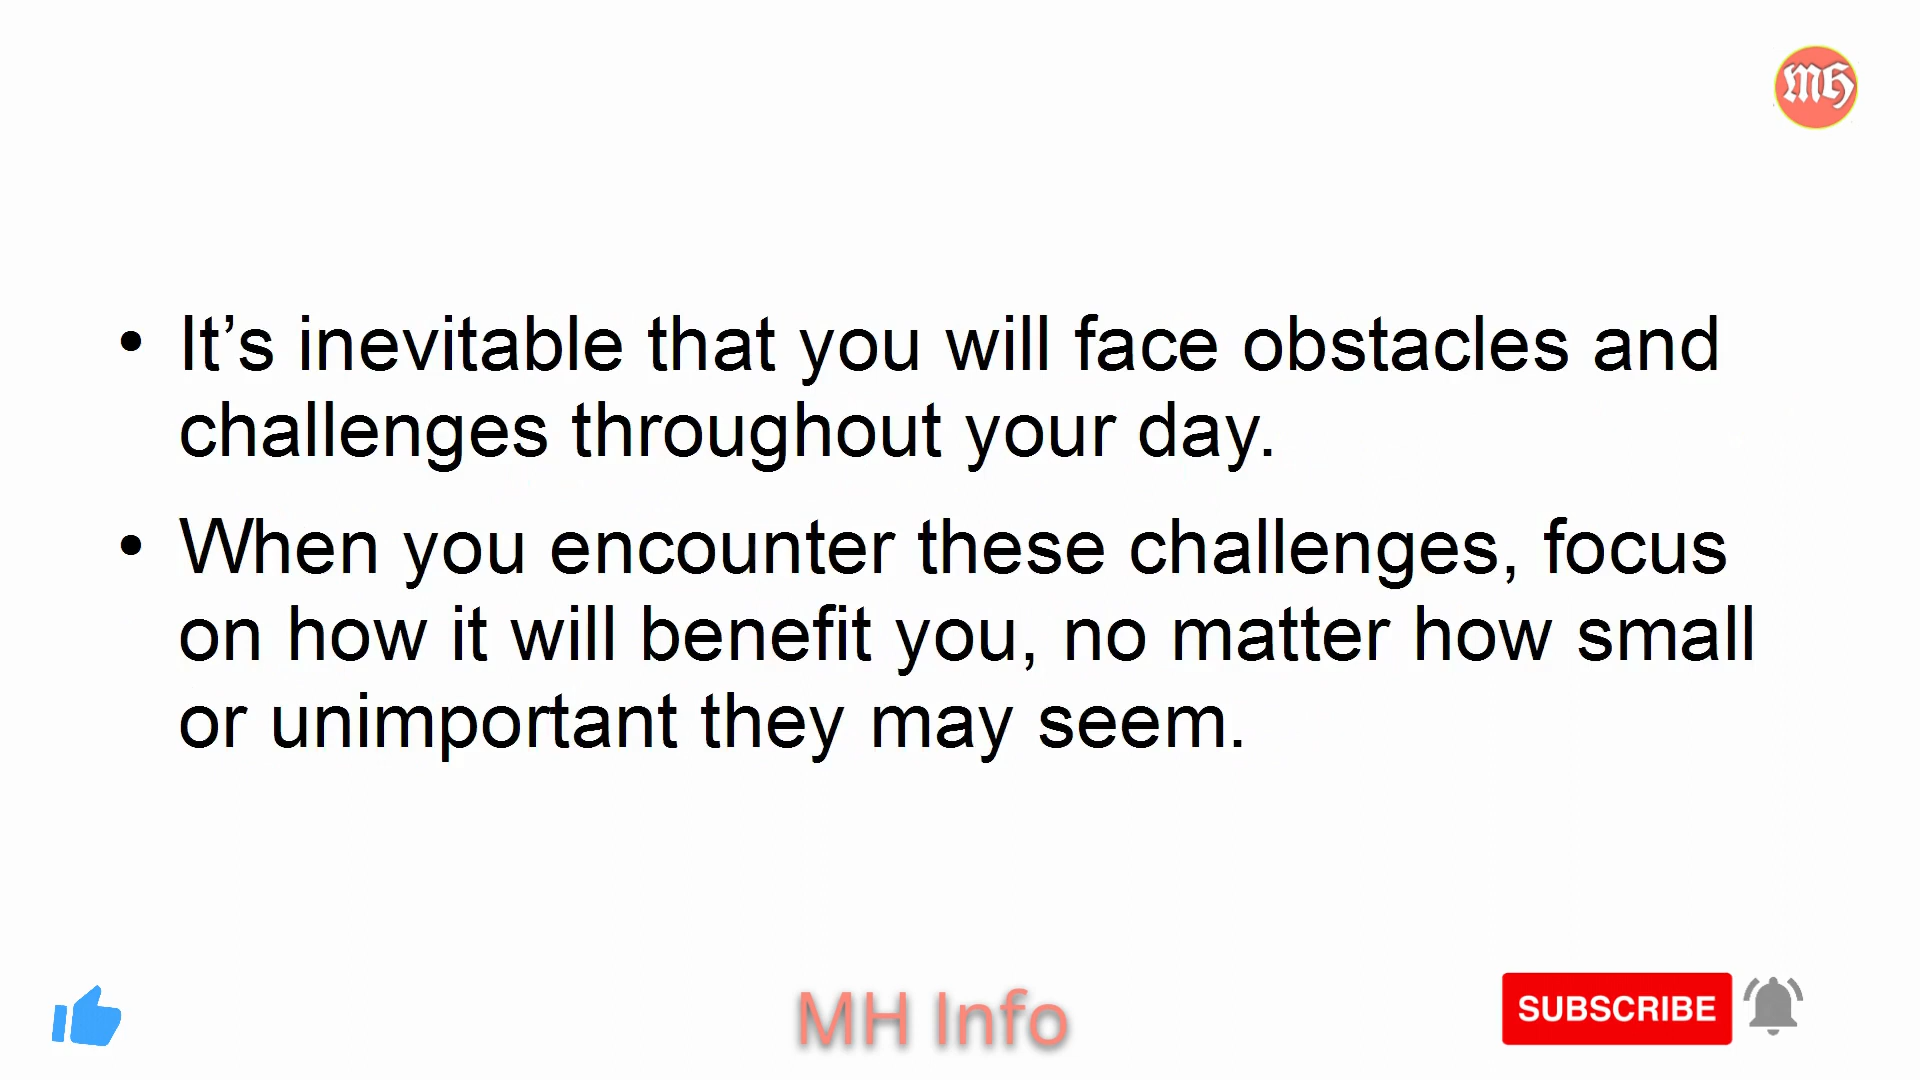 MH
• It’s inevitable that you will face obstacles and
challenges throughout your day.
• When you encounter these challenges, focus
on how it will benefit you, no matter how small
or unimportant they may seem.
MH Info
SUBSCRIBE